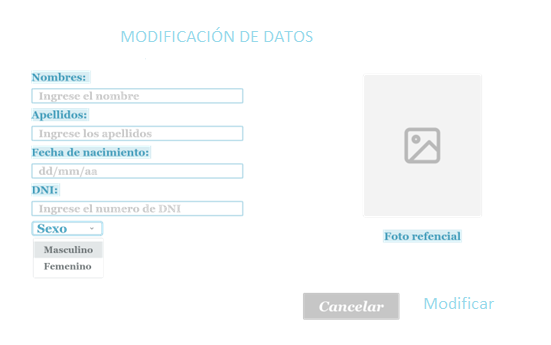 MODIFICACIÓN DE DATOS
Nombres:
Ingrese el nombre
Apellidos:
Ingrese los apellidos
Fecha de nacimiento:
dd/mm/aa
DNI:
Ingrese el numero de DNI
Sexo
Masculino
Femenino
Foto refencial
Cancelar
Modificar